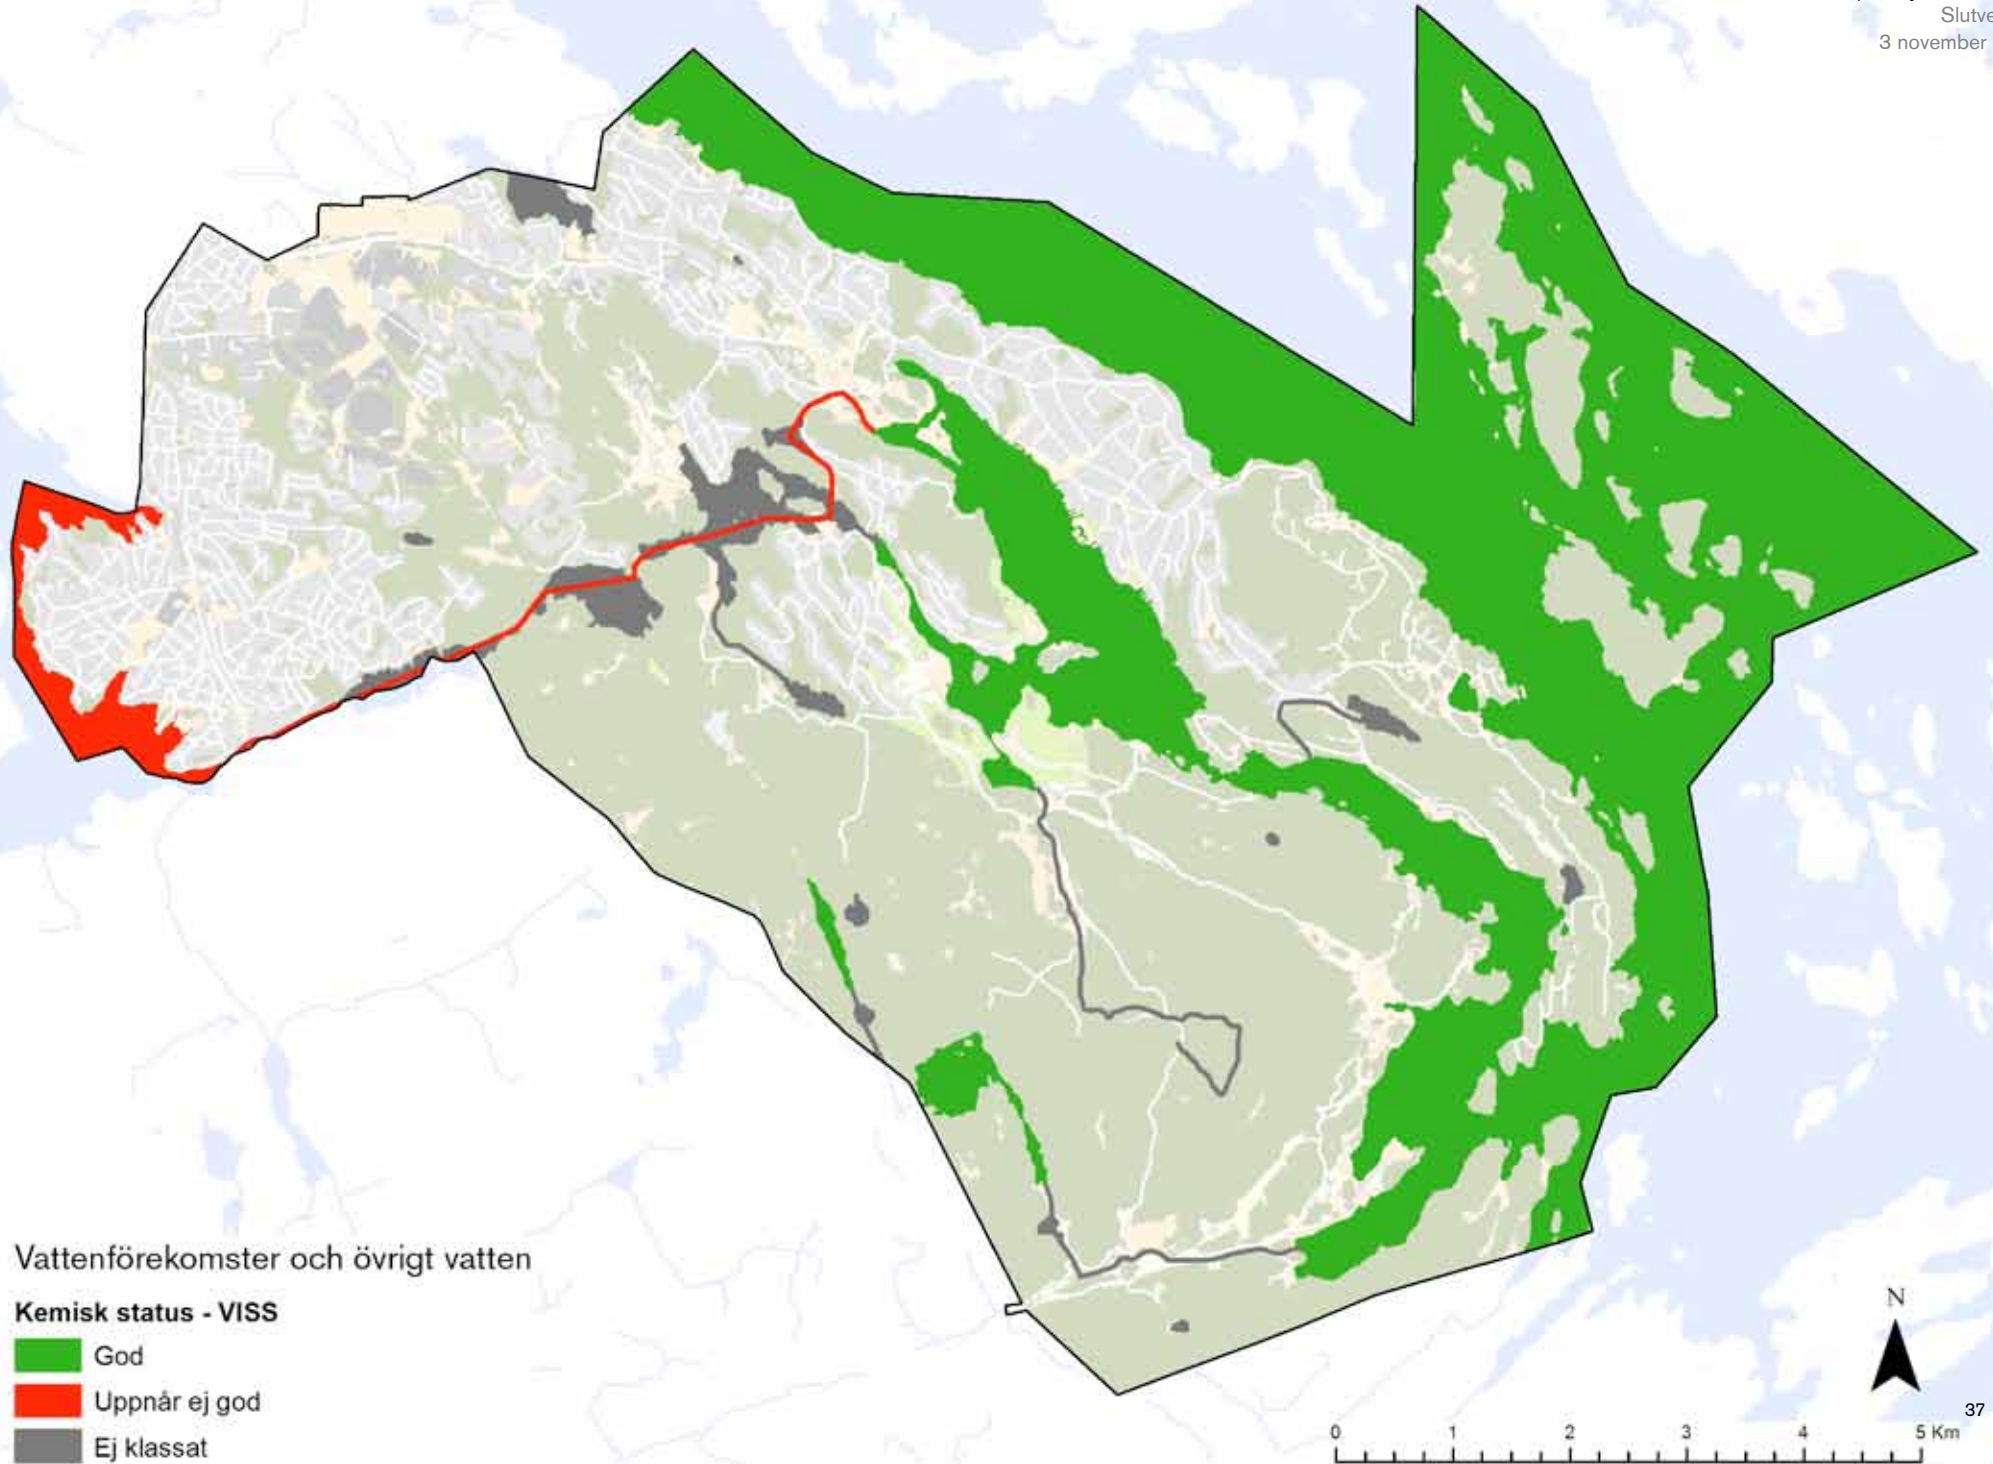 3 november
Vattenförekomster och övrigt vatten
Kemisk status - VISS
God
Uppnår ej god
Ej klassat
N
37
0 1 2 3 4 5 Km